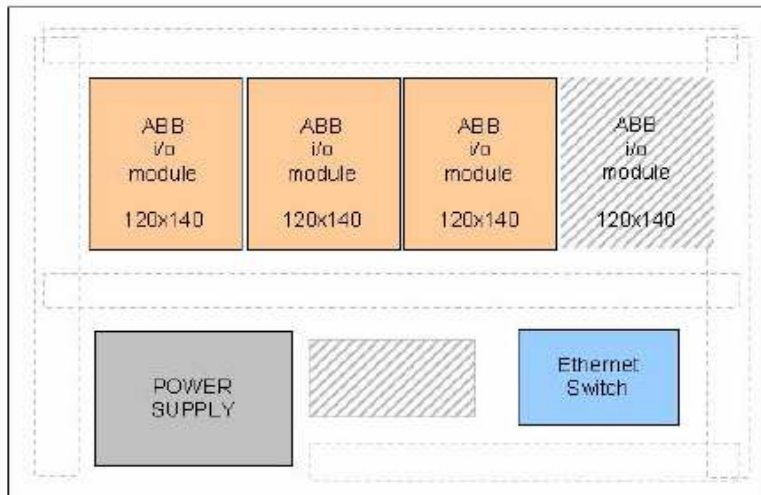 ABB
i/o
module
120x140
ABB
i/o
module
120x140
ABB
i/o
module
120x140
ABB
i/o
module
120x140
POWER
SUPPLY
Ethernet
Switch